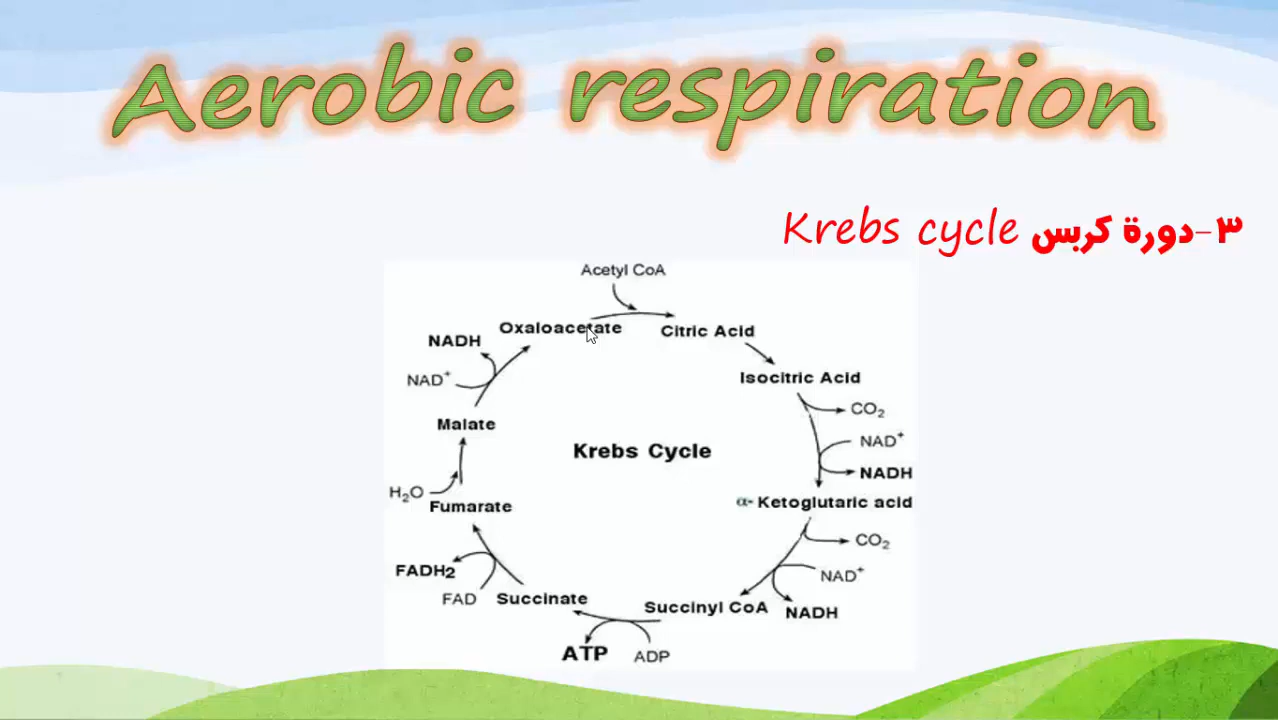 Aerobic respiration
٣-دورة كربس Krebs cycle
Acetyl CoA
Oxaloacetate
Citric Acid
NADH
NAD+
Isocitric Acid
CO2
NAD+
NADH
Malate
Krebs Cycle
H2O
Fumarate
α- Ketoglutaric acid
CO2
NAD+
NADH
FADH2
FAD
Succinate
Succinyl CoA
ATP
ADP